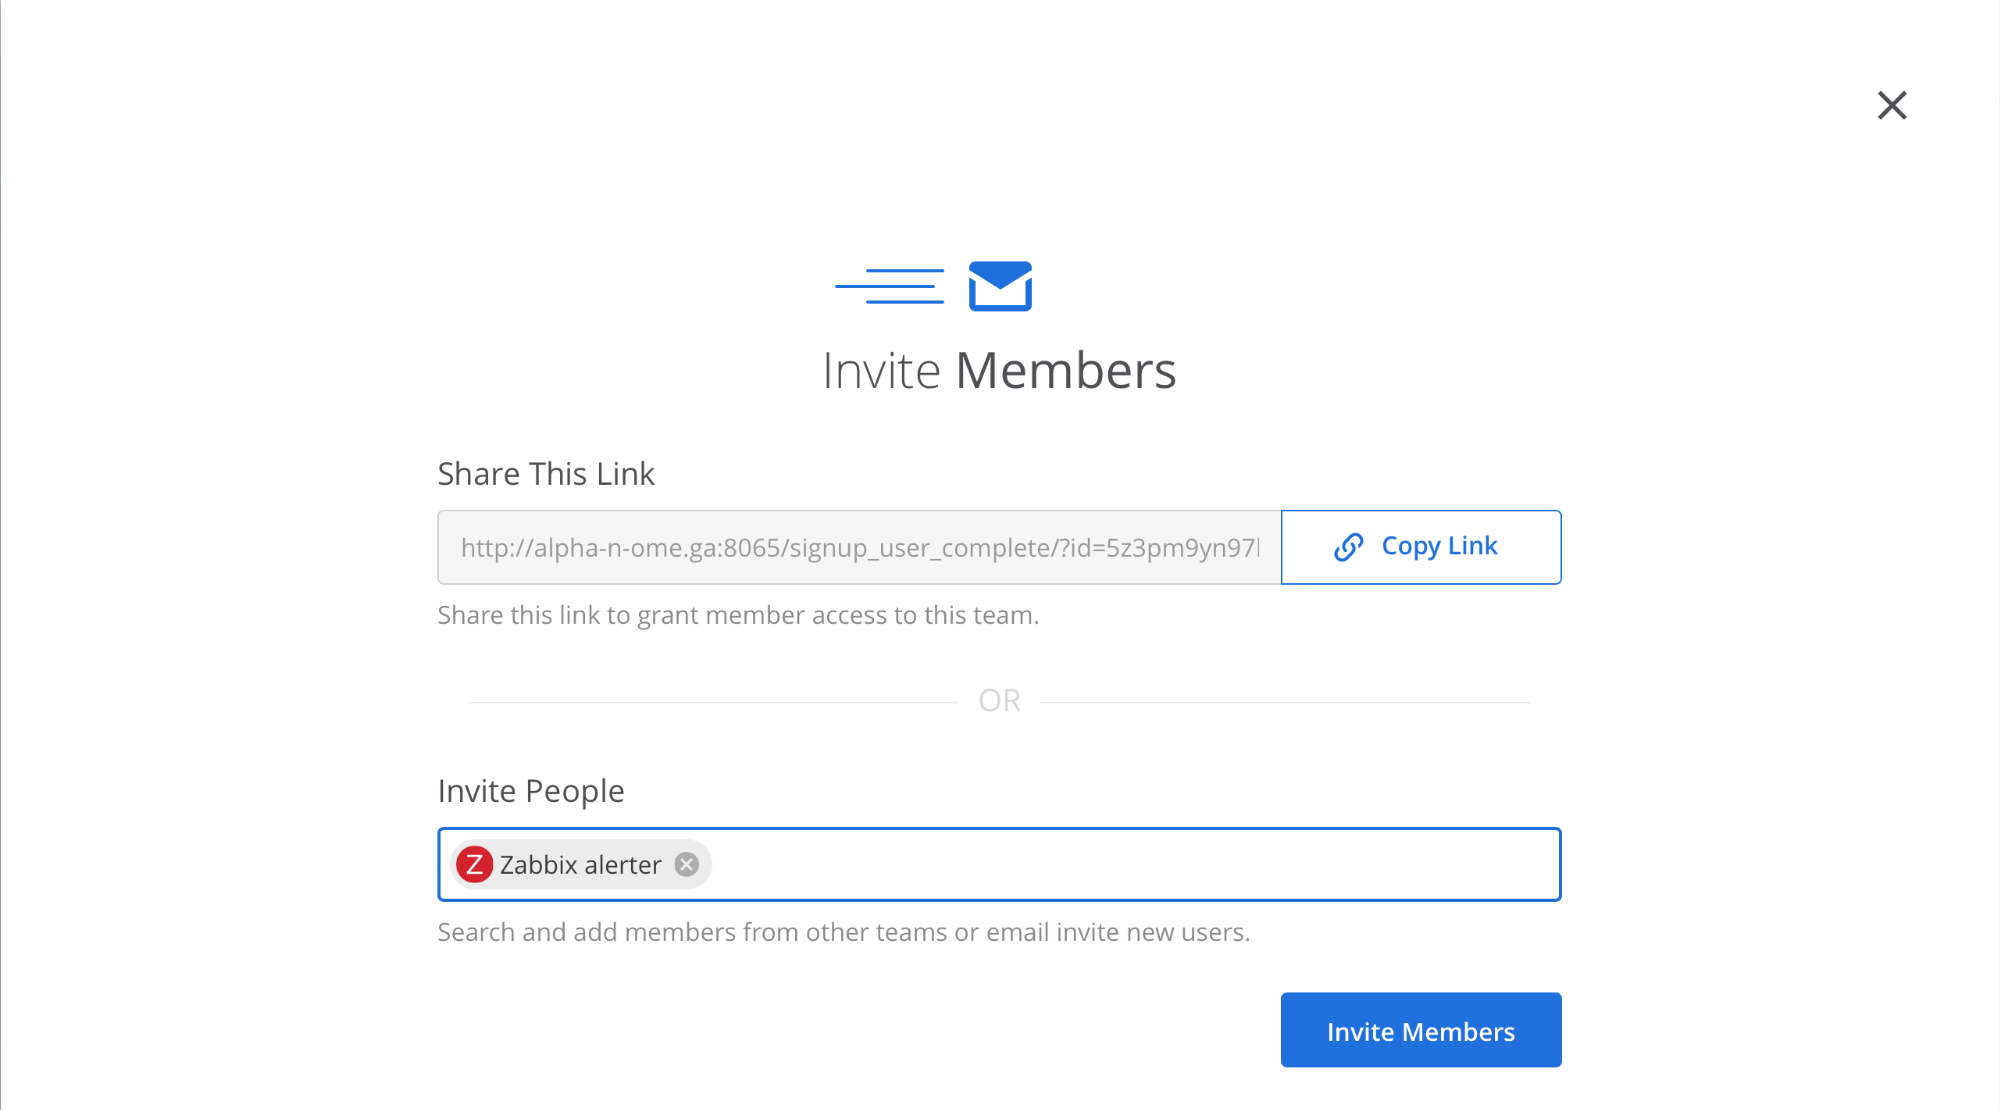 Invite Members
Share This Link
http://alpha-n-ome.ga:8065/signup_user_complete/?id=5z3pm9yn97
Copy Link
Share this link to grant member access to this team.
OR
Invite People
Z Zabbix alerter
Search and add members from other teams or email invite new users.
Invite Members